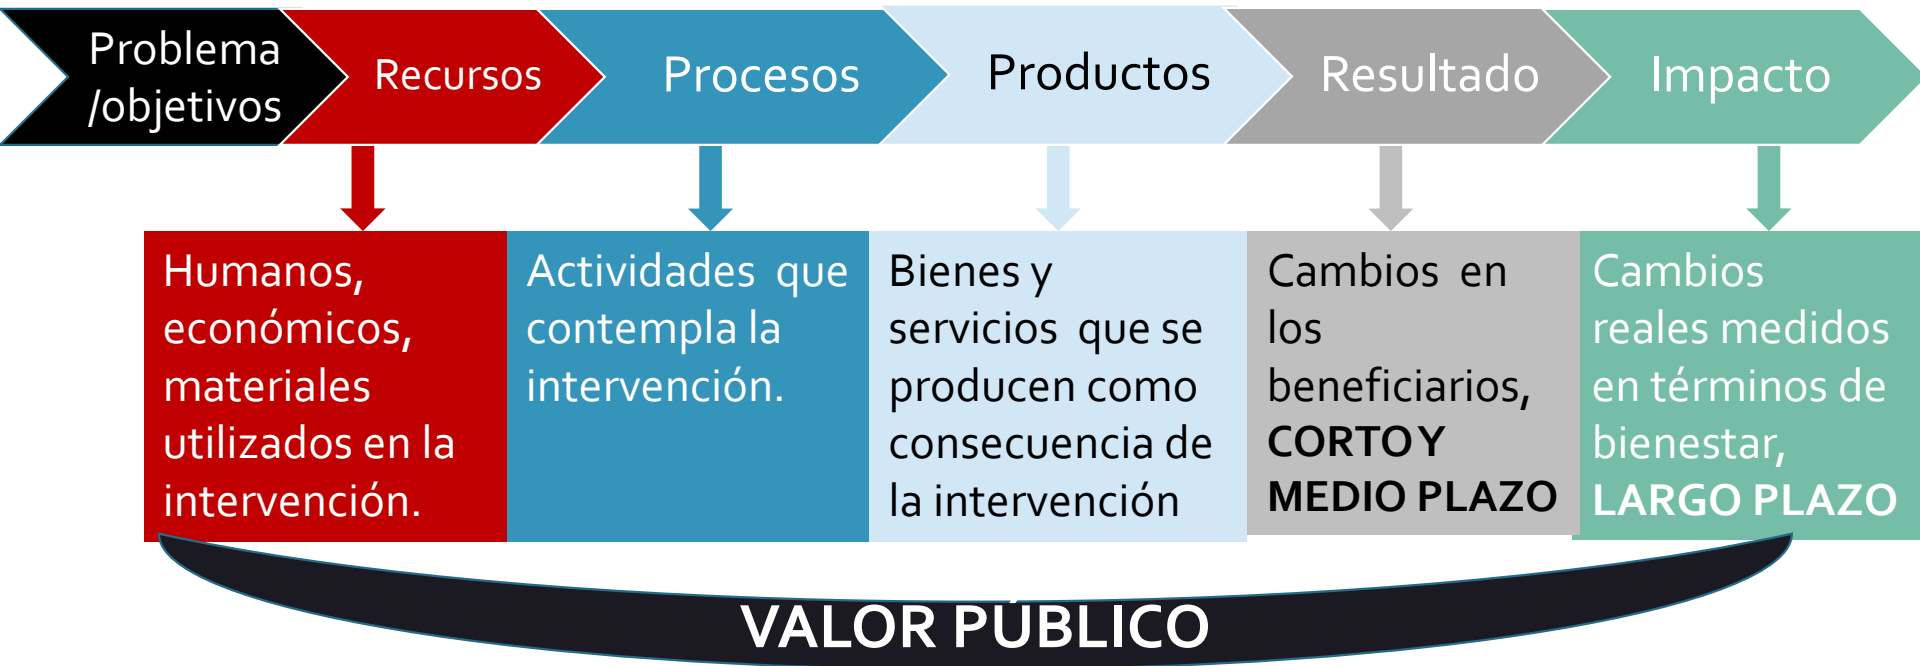 Problema
/objetivos
Recursos
Procesos
Productos
Resultado
Impacto
Humanos,
económicos,
materiales
utilizados en la
intervención.
Actividades que
contempla la
intervención.
Bienes y
servicios que se
producen como
consecuencia de
la intervención
Cambios en
los
beneficiarios,
CORTO Y
MEDIO PLAZO
Cambios
reales medidos
en términos de
bienestar,
LARGO PLAZO
VALOR PÚBLICO